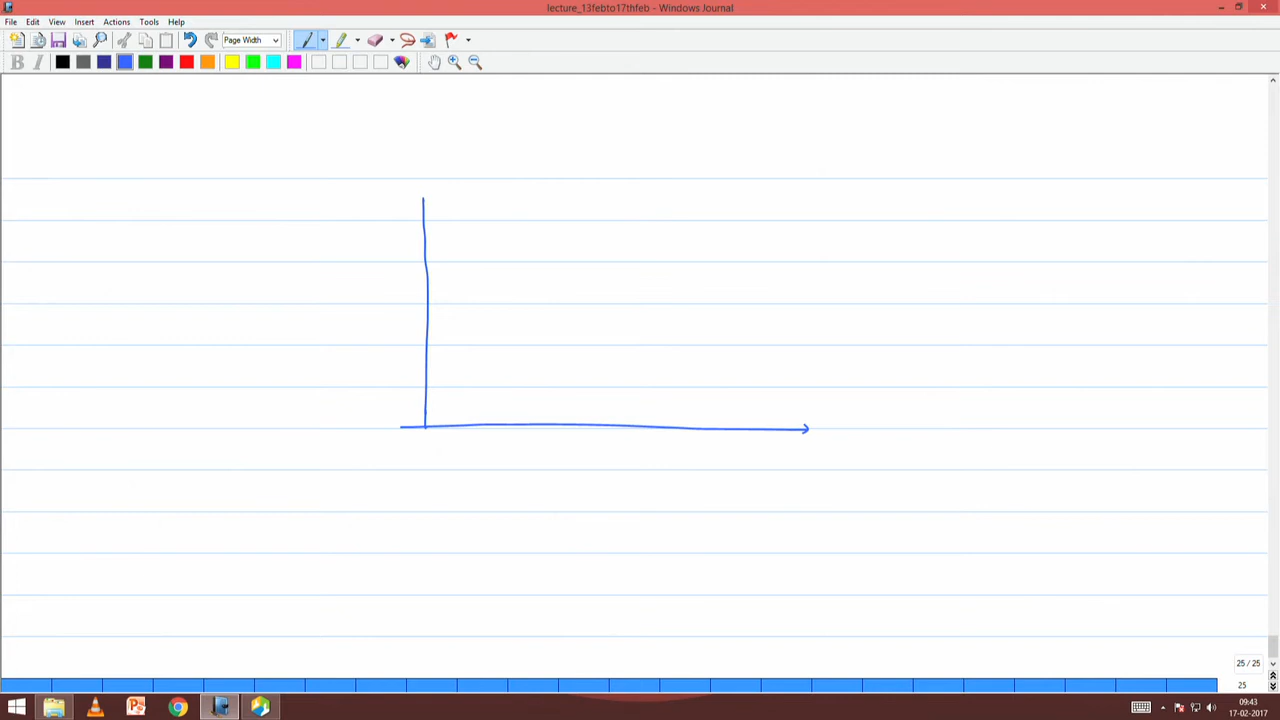 lecture_13febto17thfeb - Windows Journal
File Edit View Insert Actions Tools Help
Page Width
B I
25 / 25
25
09:43
17-02-2017